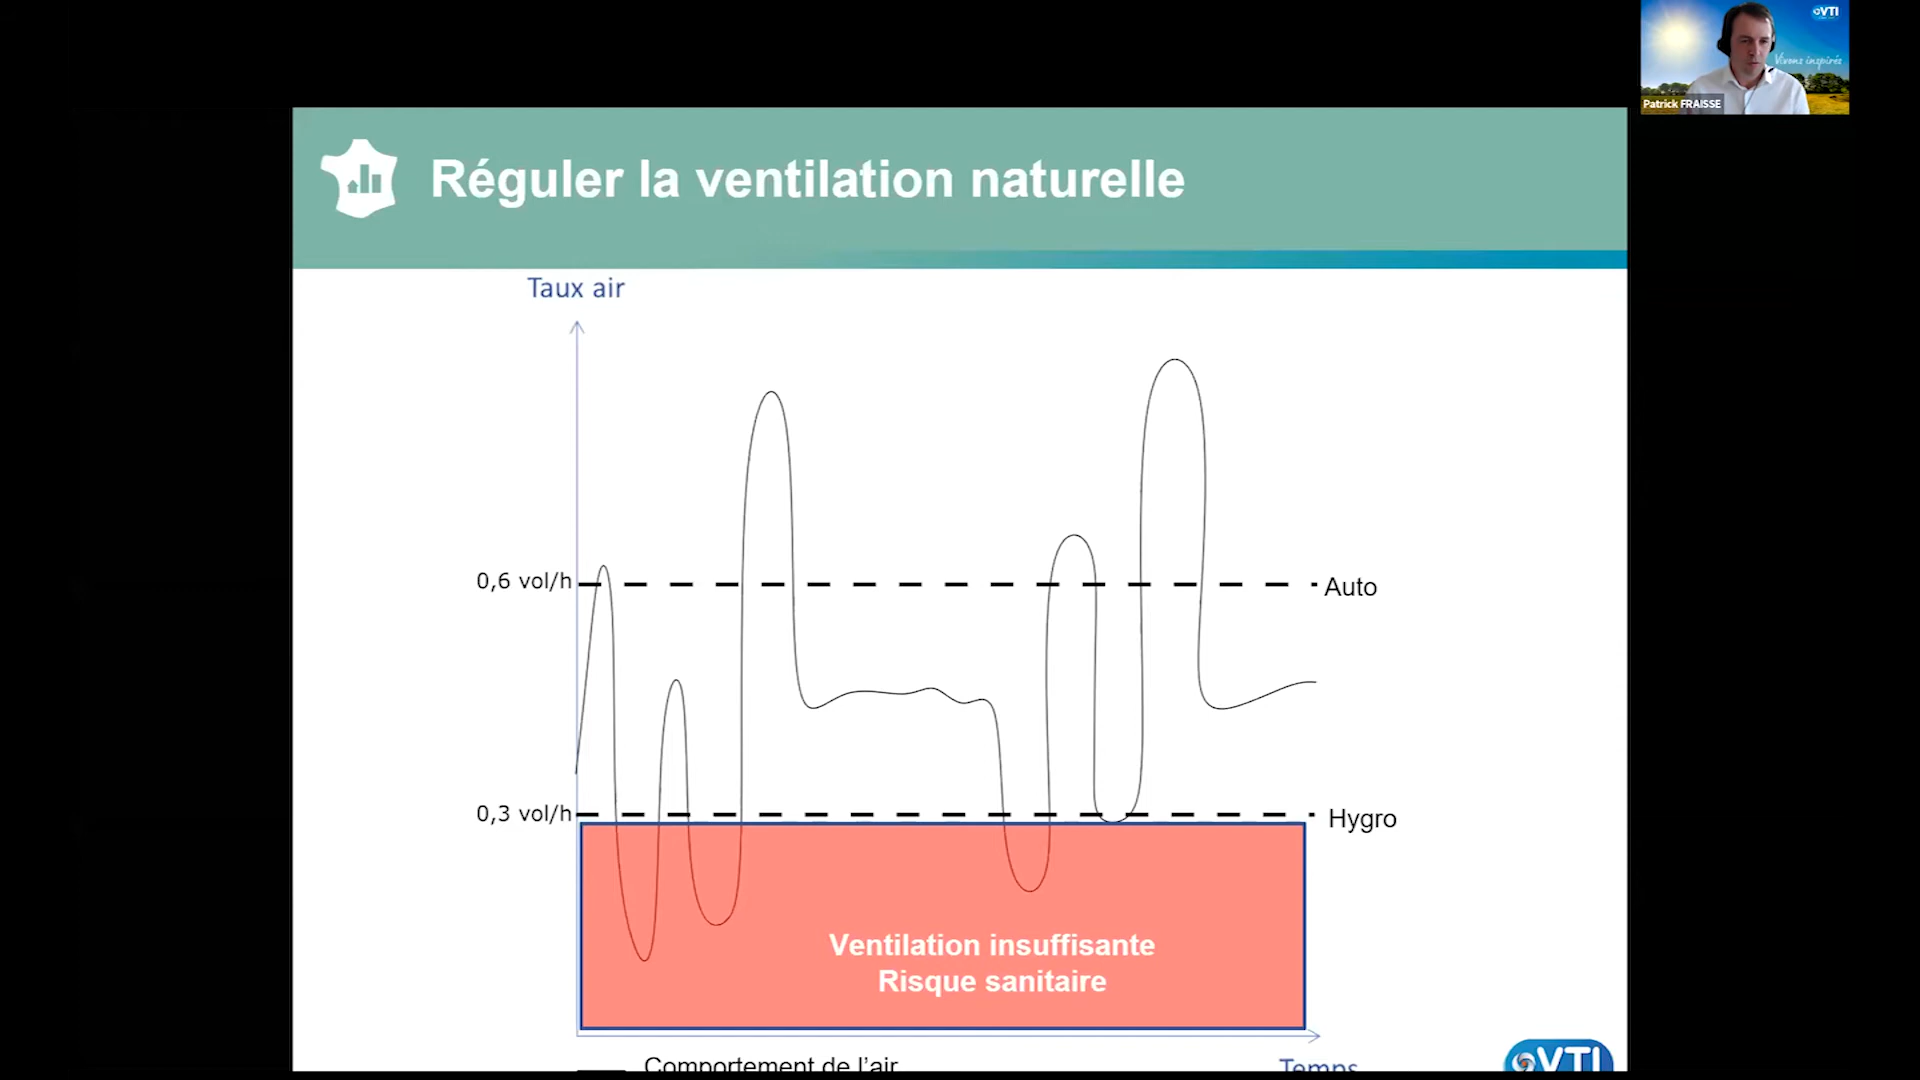 VTI
Vivons inspirés
Patrick FRAISSE
Réguler la ventilation naturelle
Taux air
0,6 vol/h
Auto
0,3 vol/h
Hygro
Ventilation insuffisante
Risque sanitaire
Comportement de l'air
Temps
VTI